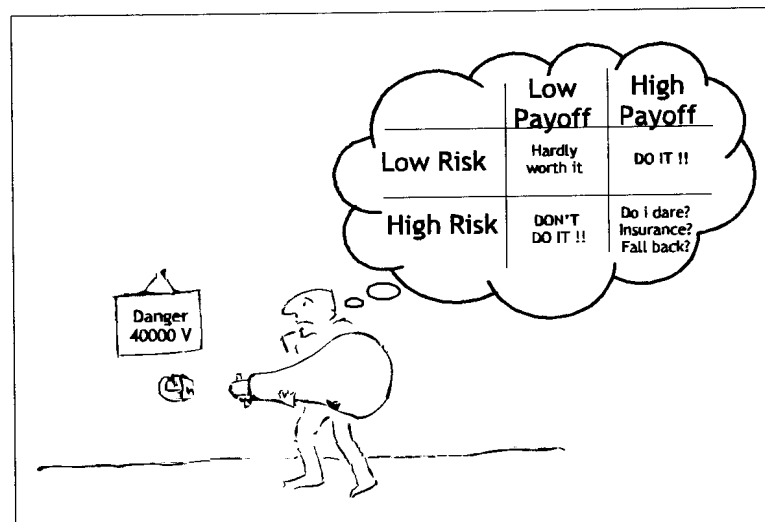 Low
Payoff
High
Payoff
Low Risk
Hardly
worth it
DO IT !!
High Risk
DON'T
DO IT !!
Do i dare?
Insurance?
Fall back?
Danger
40000 V